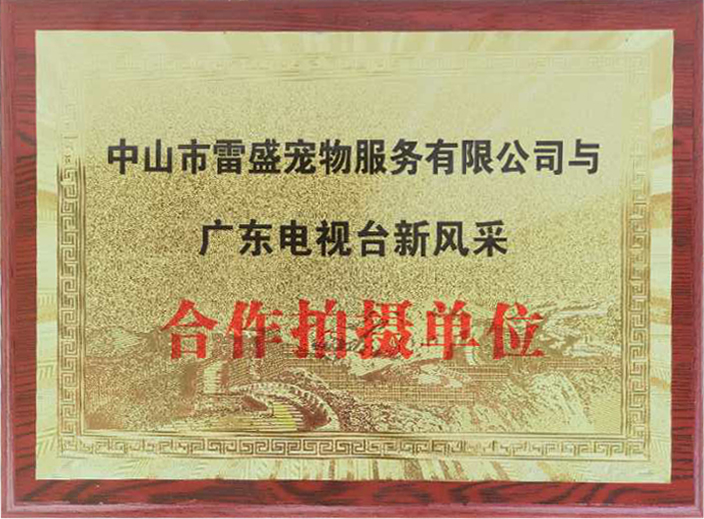 中山市雷盛宠物服务有限公司与
广东电视台新风采
合作拍摄单位